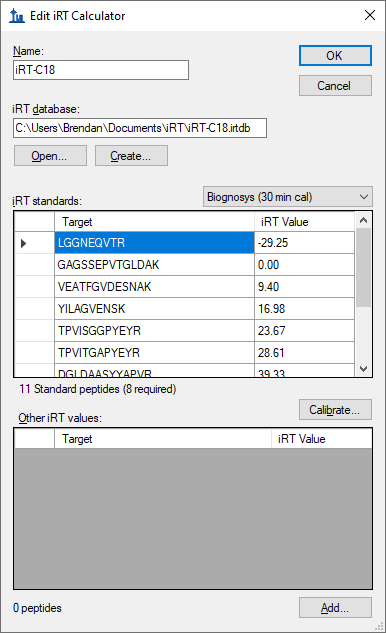 Edit iRT Calculator
Name:
iRT-C18
OK
Cancel
iRT database:
C:\Users\Brendan\Documents\iRT\iRT-C18.irtdb
Open... Create...
iRT standards: Biognosys (30 min cal)
Target iRT Value
LGGNEQVTR -29.25
GAGSSEPVTGLDAK 0.00
VEATFGVDESNAK 9.40
YILAGVENSK 16.98
TPVISGGPYEYR 23.67
TPVITGAPYEYR 28.61
DGLDAASYYAPVR 39.33
11 Standard peptides (8 required)
Calibrate...
Other iRT values:
Target iRT Value
0 peptides Add...